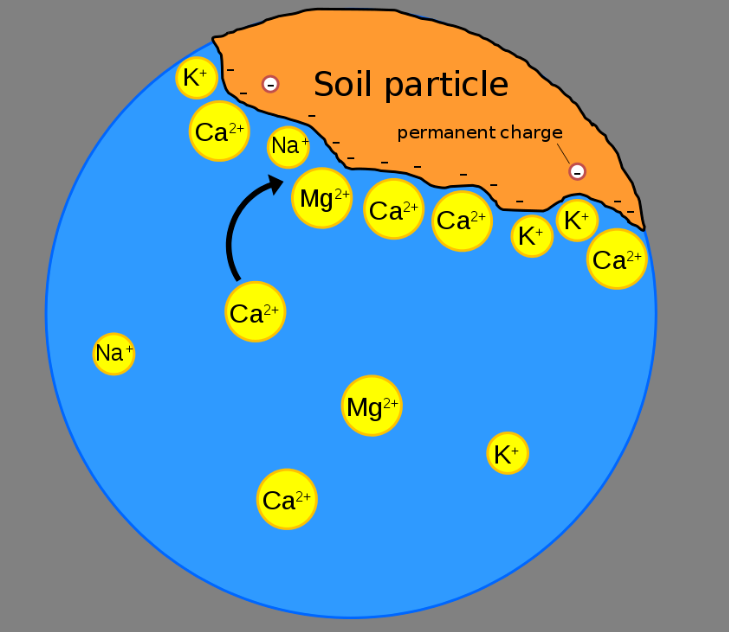 Soil particle
permanent charge
K⁺
Ca²⁺
Na⁺
Mg²⁺
Ca²⁺
Ca²⁺
K⁺
K⁺
Ca²⁺
Ca²⁺
Na⁺
Mg²⁺
K⁺
Ca²⁺